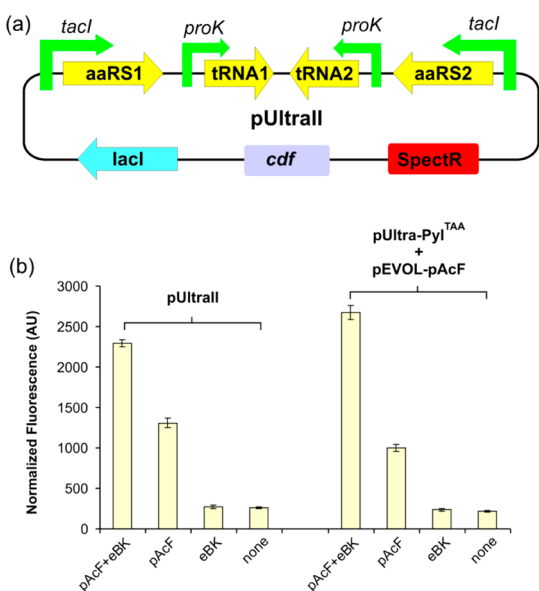 (a)
tacI
proK
proK
tacI
aaRS1
tRNA1
tRNA2
aaRS2
pUltraII
lacI
cdf
SpectR
(b)
pUltra-Pyl^TAA
+
pEVOL-pAcF
pUltraII
Normalized Fluorescence (AU)
3000
2500
2000
1500
1000
500
0
pAcF+eBK
pAcF
eBK
none
pAcF+eBK
pAcF
eBK
none